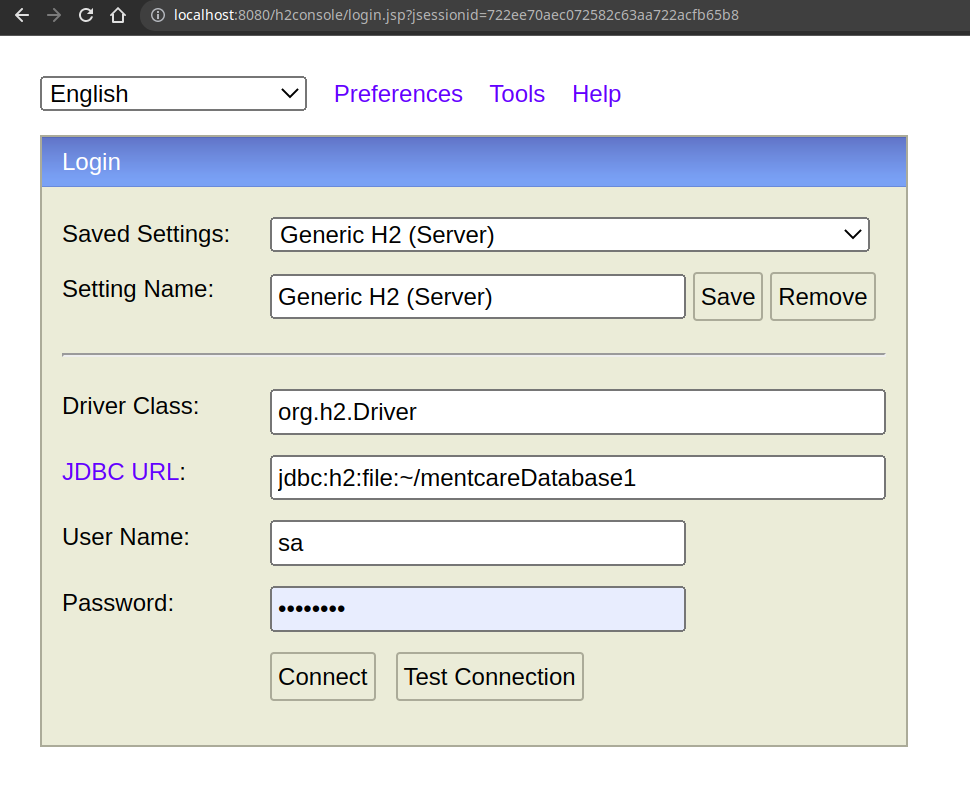 localhost:8080/h2console/login.jsp?jsessionid=722ee70aec072582c63aa722acfb65b8
English Preferences Tools Help
Login
Saved Settings: Generic H2 (Server)
Setting Name: Generic H2 (Server) Save Remove
Driver Class: org.h2.Driver
JDBC URL: jdbc:h2:file:~/mentcareDatabase1
User Name: sa
Password: ••••••••
Connect Test Connection